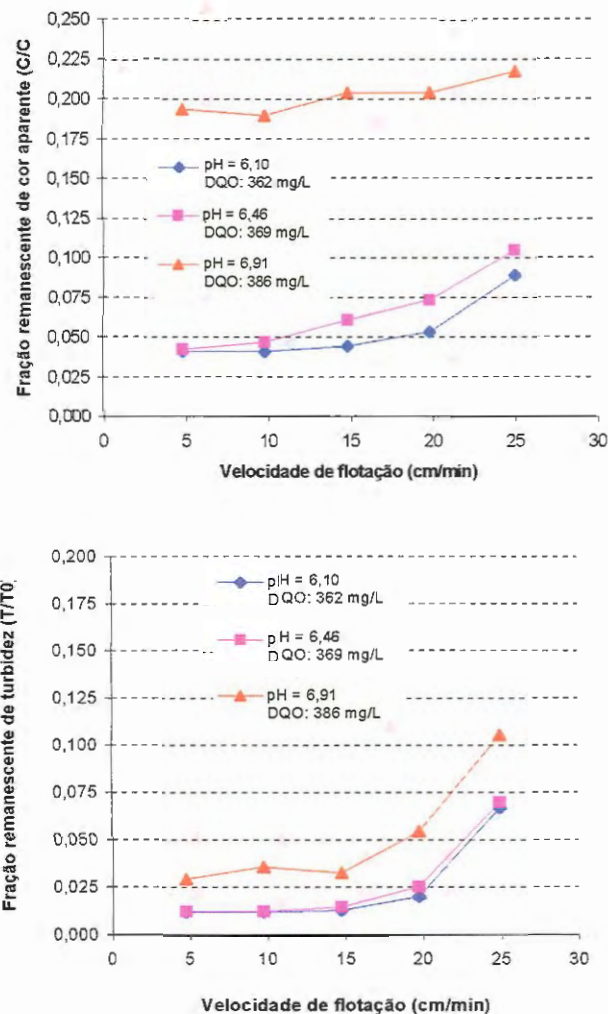 Fração remanescente de cor aparente (C/C
0,250
0,225
0,200
0,175
0,150
0,125
0,100
0,075
0,050
0,025
0,000
pH = 6,10
DQO: 362 mg/L
pH = 6,46
DQO: 369 mg/L
pH = 6,91
DQO: 386 mg/L
0 5 10 15 20 25 30
Velocidade de flotação (cm/min)
Fração remanescente de turbidez (T/T0)
0,200
0,175
0,150
0,125
0,100
0,075
0,050
0,025
0,000
pH = 6,10
DQO: 362 mg/L
pH = 6,46
DQO: 369 mg/L
pH = 6,91
DQO: 386 mg/L
0 5 10 15 20 25 30
Velocidade de flotação (cm/min)